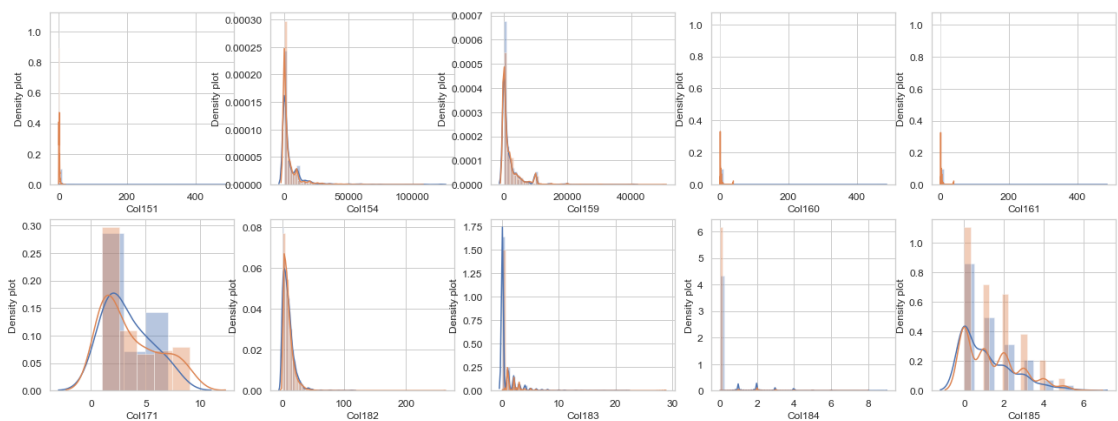 1.0
0.8
0.6
0.4
0.2
0.0
Density plot
0 200 400
Col151
0.00030
0.00025
0.00020
0.00015
0.00010
0.00005
0.00000
Density plot
0 50000 100000
Col154
0.0007
0.0006
0.0005
0.0004
0.0003
0.0002
0.0001
0.0000
Density plot
0 20000 40000
Col159
1.0
0.8
0.6
0.4
0.2
0.0
Density plot
0 200 400
Col160
1.0
0.8
0.6
0.4
0.2
0.0
Density plot
0 200 400
Col161
0.30
0.25
0.20
0.15
0.10
0.05
0.00
Density plot
0 5 10
Col171
0.08
0.06
0.04
0.02
0.00
Density plot
0 100 200
Col182
1.75
1.50
1.25
1.00
0.75
0.50
0.25
0.00
Density plot
0 10 20 30
Col183
6
5
4
3
2
1
0
Density plot
0 2 4 6 8
Col184
1.0
0.8
0.6
0.4
0.2
0.0
Density plot
0 2 4 6
Col185